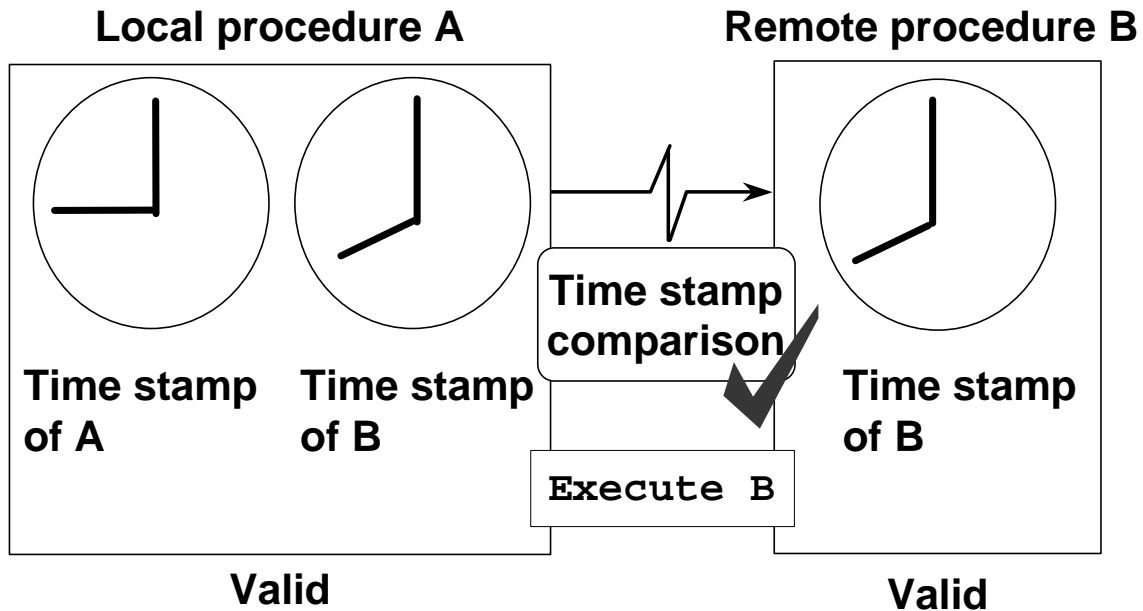 Local procedure A
Remote procedure B
Time stamp
comparison
Time stamp
of A
Time stamp
of B
Time stamp
of B
Execute B
Valid
Valid